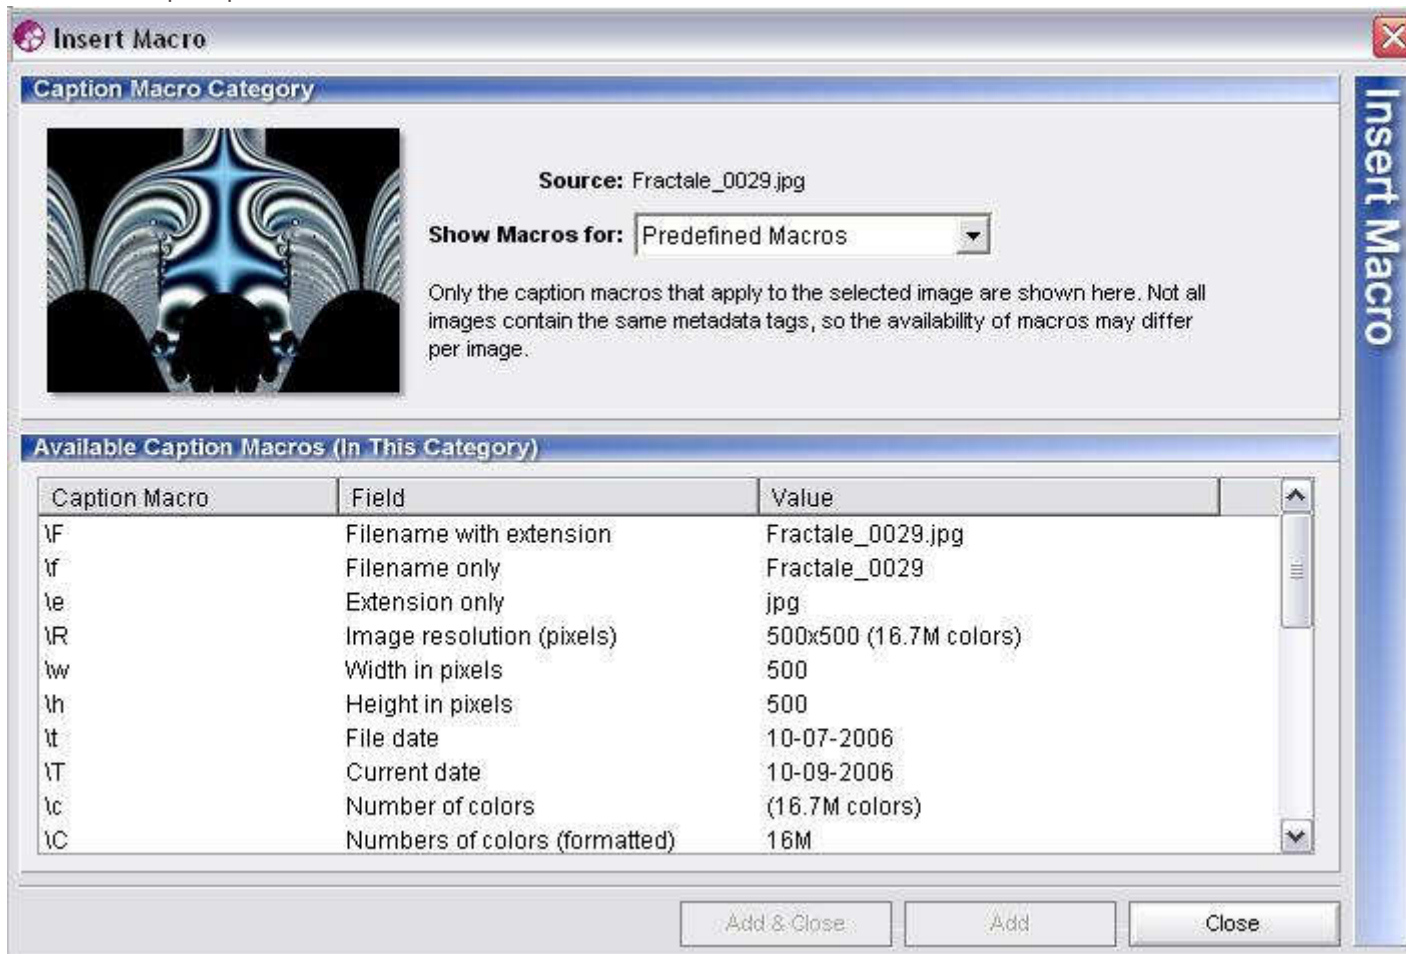 Insert Macro
Caption Macro Category
Source: Fractale_0029.jpg
Show Macros for: Predefined Macros
Only the caption macros that apply to the selected image are shown here. Not all
images contain the same metadata tags, so the availability of macros may differ
per image.
Insert Macro
Available Caption Macros (In This Category)
Caption Macro Field Value
\F Filename with extension Fractale_0029.jpg
\f Filename only Fractale_0029
\e Extension only jpg
\R Image resolution (pixels) 500x500 (16.7M colors)
\w Width in pixels 500
\h Height in pixels 500
\t File date 10-07-2006
\T Current date 10-09-2006
\c Number of colors (16.7M colors)
\C Numbers of colors (formatted) 16M
Add & Close Add Close